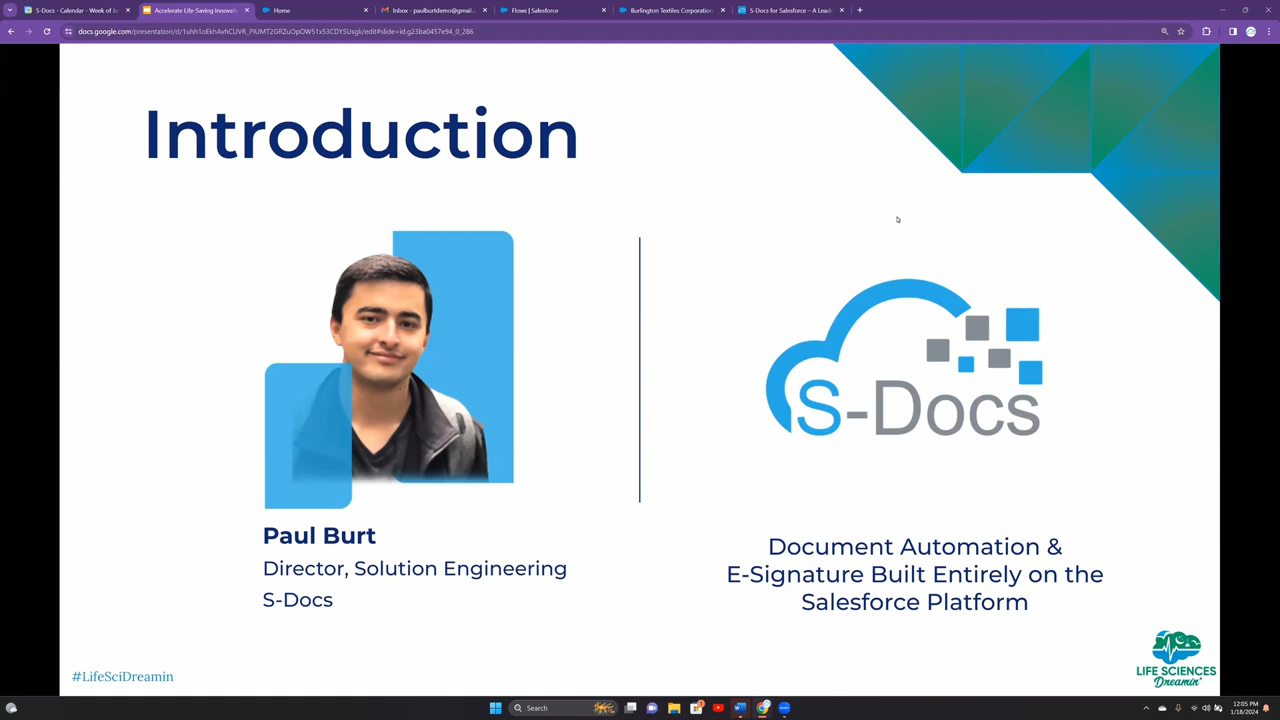 S-Docs - Calendar - Week of Ja
Accelerate Life-Saving Innovati
Home
Inbox - paulburtdemo@gmail.
Flows | Salesforce
Burlington Textiles Corporation
S-Docs for Salesforce – A Lead
docs.google.com/presentation/d/1uhh1oEkhAvhCUVR_PlUMT2GRZuOpOW51x53CDYSUsgk/edit#slide=id.g23ba0457e94_0_286
Introduction
S-Docs
Paul Burt
Director, Solution Engineering
S-Docs
Document Automation &
E-Signature Built Entirely on the
Salesforce Platform
#LifeSciDreamin
LIFE SCIENCES
Dreamin'
Search
12:05 PM
1/18/2024